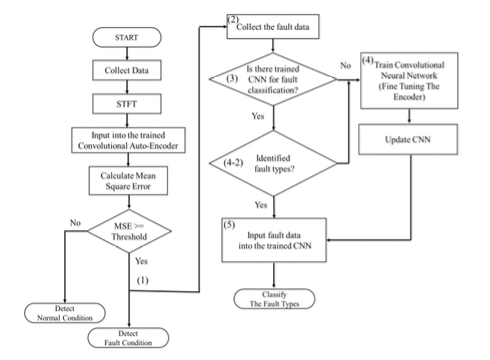 START
Collect Data
STFT
Input into the trained
Convolutional Auto-Encoder
Calculate Mean
Square Error
MSE >=
Threshold
No
Yes
(1)
Detect
Normal Condition
Detect
Fault Condition
(2)
Collect the fault data
(3)
Is there trained
CNN for fault
classification?
No
Yes
(4)
Train Convolutional
Neural Network
(Fine Tuning The
Encoder)
Update CNN
(4-2)
Identified
fault types?
Yes
(5)
Input fault data
into the trained CNN
Classify
The Fault Types